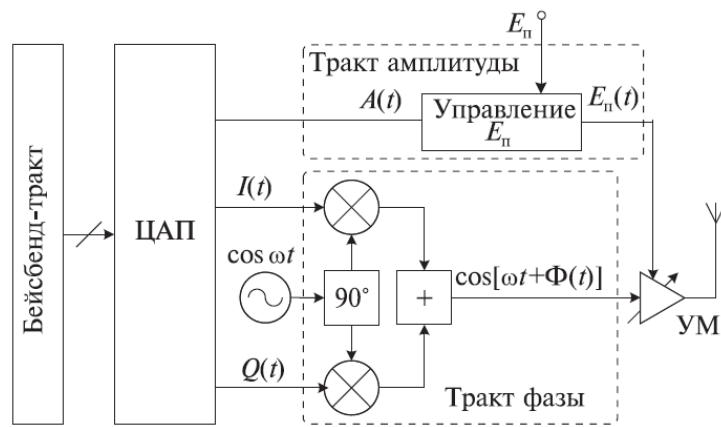 Бейсбенд-тракт
ЦАП
Eп
Тракт амплитуды
A(t)
Управление
Eп
Eп(t)
I(t)
cos ωt
90°
+
cos[ωt+Φ(t)]
УМ
Q(t)
Тракт фазы